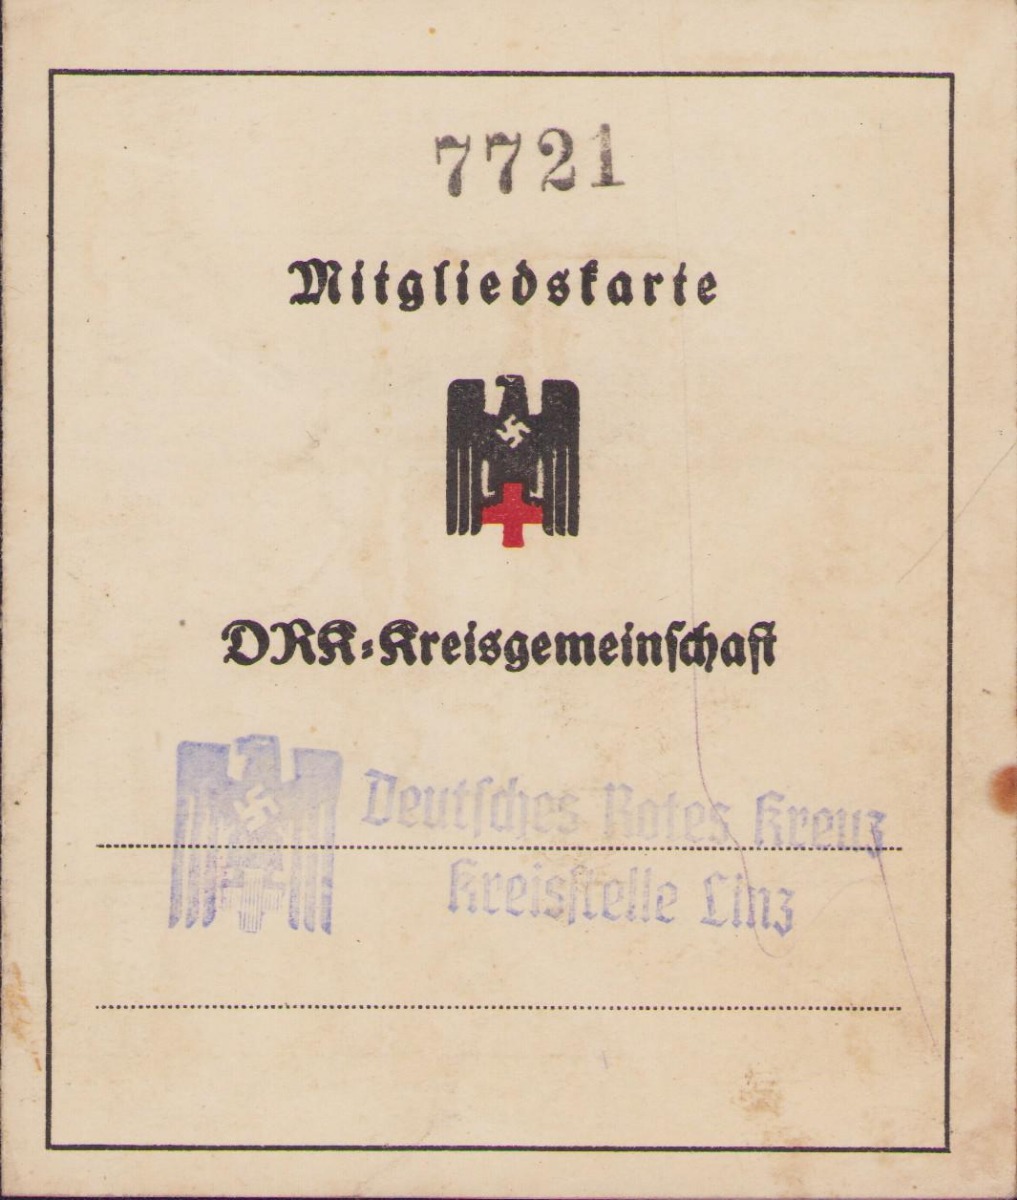 7721
Mitgliedskarte
DRK=Kreisgemeinschaft
Deutsches Rotes Kreuz
Kreisstelle Linz